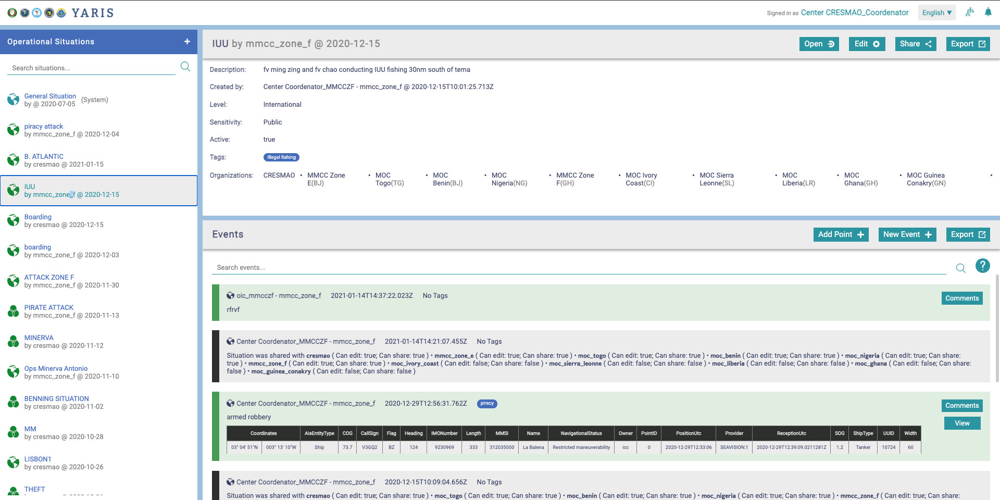 YARIS
Signed in as Center CRESMAO_Coordenator
English ▼
Operational Situations +
Search situations...
General Situation (System)
by @ 2020-07-05
piracy attack
by mmcc_zone_f @ 2020-12-04
B. ATLANTIC
by cresmao @ 2021-01-15
IUU
by mmcc_zone_f @ 2020-12-15
Boarding
by cresmao @ 2020-12-15
boarding
by mmcc_zone_f @ 2020-12-03
ATTACK ZONE F
by mmcc_zone_f @ 2020-11-30
PIRATE ATTACK
by mmcc_zone_f @ 2020-11-13
MINERVA
by cresmao @ 2020-11-12
Ops Minerva Antonio
by mmcc_zone_f @ 2020-11-10
BENNING SITUATION
by cresmao @ 2020-11-02
MM
by cresmao @ 2020-10-28
LISBON1
by cresmao @ 2020-10-26
THEFT
IUU by mmcc_zone_f @ 2020-12-15
Open Edit Share Export
Description: fv ming zing and fv chao conducting IUU fishing 30nm south of tema
Created by: Center Coordenator_MMCCZF - mmcc_zone_f @ 2020-12-15T10:01:25.713Z
Level: International
Sensitivity: Public
Active: true
Tags: Illegal fishing
Organizations: CRESMAO • MMCC Zone • MOC • MOC • MOC • MMCC Zone • MOC Ivory • MOC Sierra • MOC • MOC • MOC Guinea •
E(BJ) Togo(TG) Benin(BJ) Nigeria(NG) F(GH) Coast(CI) Leonne(SL) Liberia(LR) Ghana(GH) Conakry(GN)
Events
Add Point + New Event + Export
Search events...
?
oic_mmcczf - mmcc_zone_f 2021-01-14T14:37:22.023Z No Tags
Comments
rfrvf
Center Coordenator_MMCCZF - mmcc_zone_f 2021-01-14T14:21:07.455Z No Tags
Situation was shared with cresmao ( Can edit: true; Can share: true ) • mmcc_zone_e ( Can edit: true; Can share: true ) • moc_togo ( Can edit: true; Can share: true ) • moc_benin ( Can edit: true; Can share: true ) • moc_nigeria ( Can edit: true; Can share:
true ) • mmcc_zone_f ( Can edit: true; Can share: true ) • moc_ivory_coast ( Can edit: false; Can share: false ) • moc_sierra_leonne ( Can edit: false; Can share: false ) • moc_liberia ( Can edit: false; Can share: false ) • moc_ghana ( Can edit: false; Can share:
false ) • moc_guinea_conakry ( Can edit: false; Can share: false )
Center Coordenator_MMCCZF - mmcc_zone_f 2020-12-29T12:56:31.762Z piracy
Comments
armed robbery
View
Coordinates AisEntityType COG CallSign Flag Heading IMONumber Length MMSI Name NavigationalStatus Owner PointID PositionUtc Provider ReceptionUtc SOG ShipType UUID Width
03° 04' 51"N 003° 13' 10"W Ship 73.7 V3GQ2 BZ 124 9230969 333 312035000 La Balena Restricted maneuverability icc 0 2020-12-29T12:33:06 SEAVISION:1 2020-12-29T12:39:09.0211281Z 1.2 Tanker 10724 60
Center Coordenator_MMCCZF - mmcc_zone_f 2020-12-15T10:09:04.656Z No Tags
Situation was shared with cresmao ( Can edit: true; Can share: true ) • moc_togo ( Can edit: true; Can share: true ) • moc_benin ( Can edit: true; Can share: true ) • moc_nigeria ( Can edit: true; Can share: true ) • mmcc_zone_f ( Can edit: true; Can share: